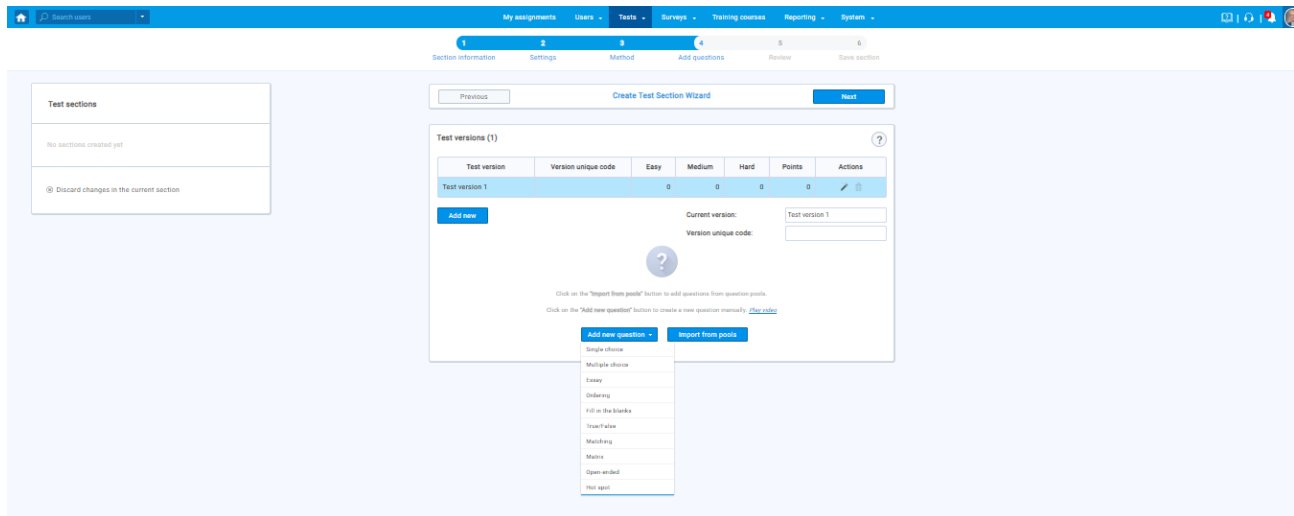 Search users
My assignments Users Tests Surveys Training courses Reporting System
1 2 3 4 5 6
Section information Settings Method Add questions Review Save section
Test sections
No sections created yet
Discard changes in the current section
Previous Create Test Section Wizard Next
Test versions (1) ?
Test version Version unique code Easy Medium Hard Points Actions
Test version 1 0 0 0 0
Add new
Current version: Test version 1
Version unique code:
?
Click on the "Import from pools" button to add questions from question pools.
Click on the "Add new question" button to create a new question manually. Play video
Add new question Import from pools
Single choice
Multiple choice
Essay
Ordering
Fill in the blanks
True/False
Matching
Matrix
Open ended
Hot spot